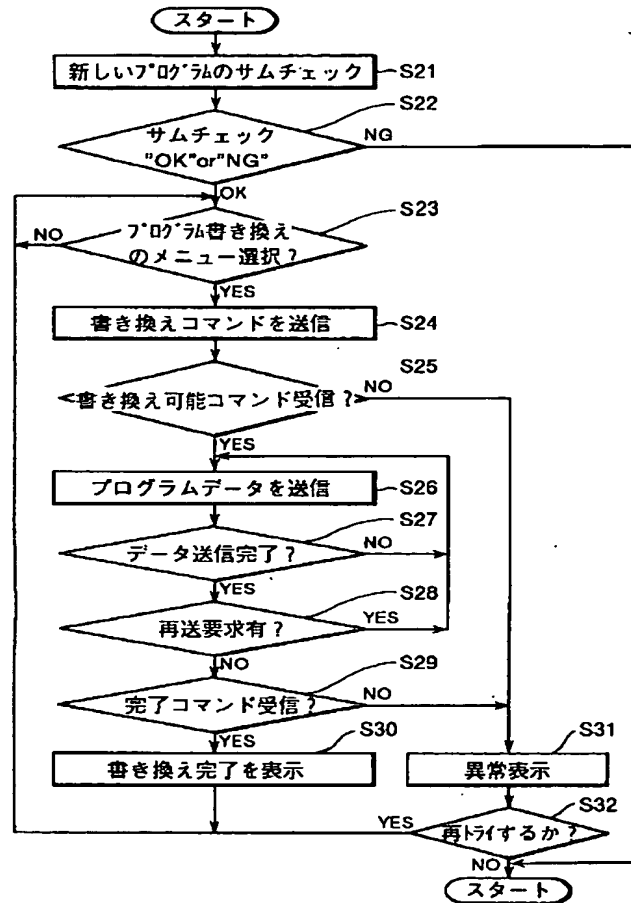 スタート
新しいプログラムのサムチェック
S21
S22
サムチェック
"OK"or"NG"
NG
OK
S23
NO
プログラム書き換え
のメニュー選択?
YES
書き換えコマンドを送信
S24
S25
書き換え可能コマンド受信?
NO
YES
プログラムデータを送信
S26
S27
データ送信完了?
NO
YES
S28
再送要求有?
YES
NO
S29
完了コマンド受信?
NO
YES
S30
書き換え完了を表示
S31
異常表示
S32
再トライするか?
YES
NO
スタート